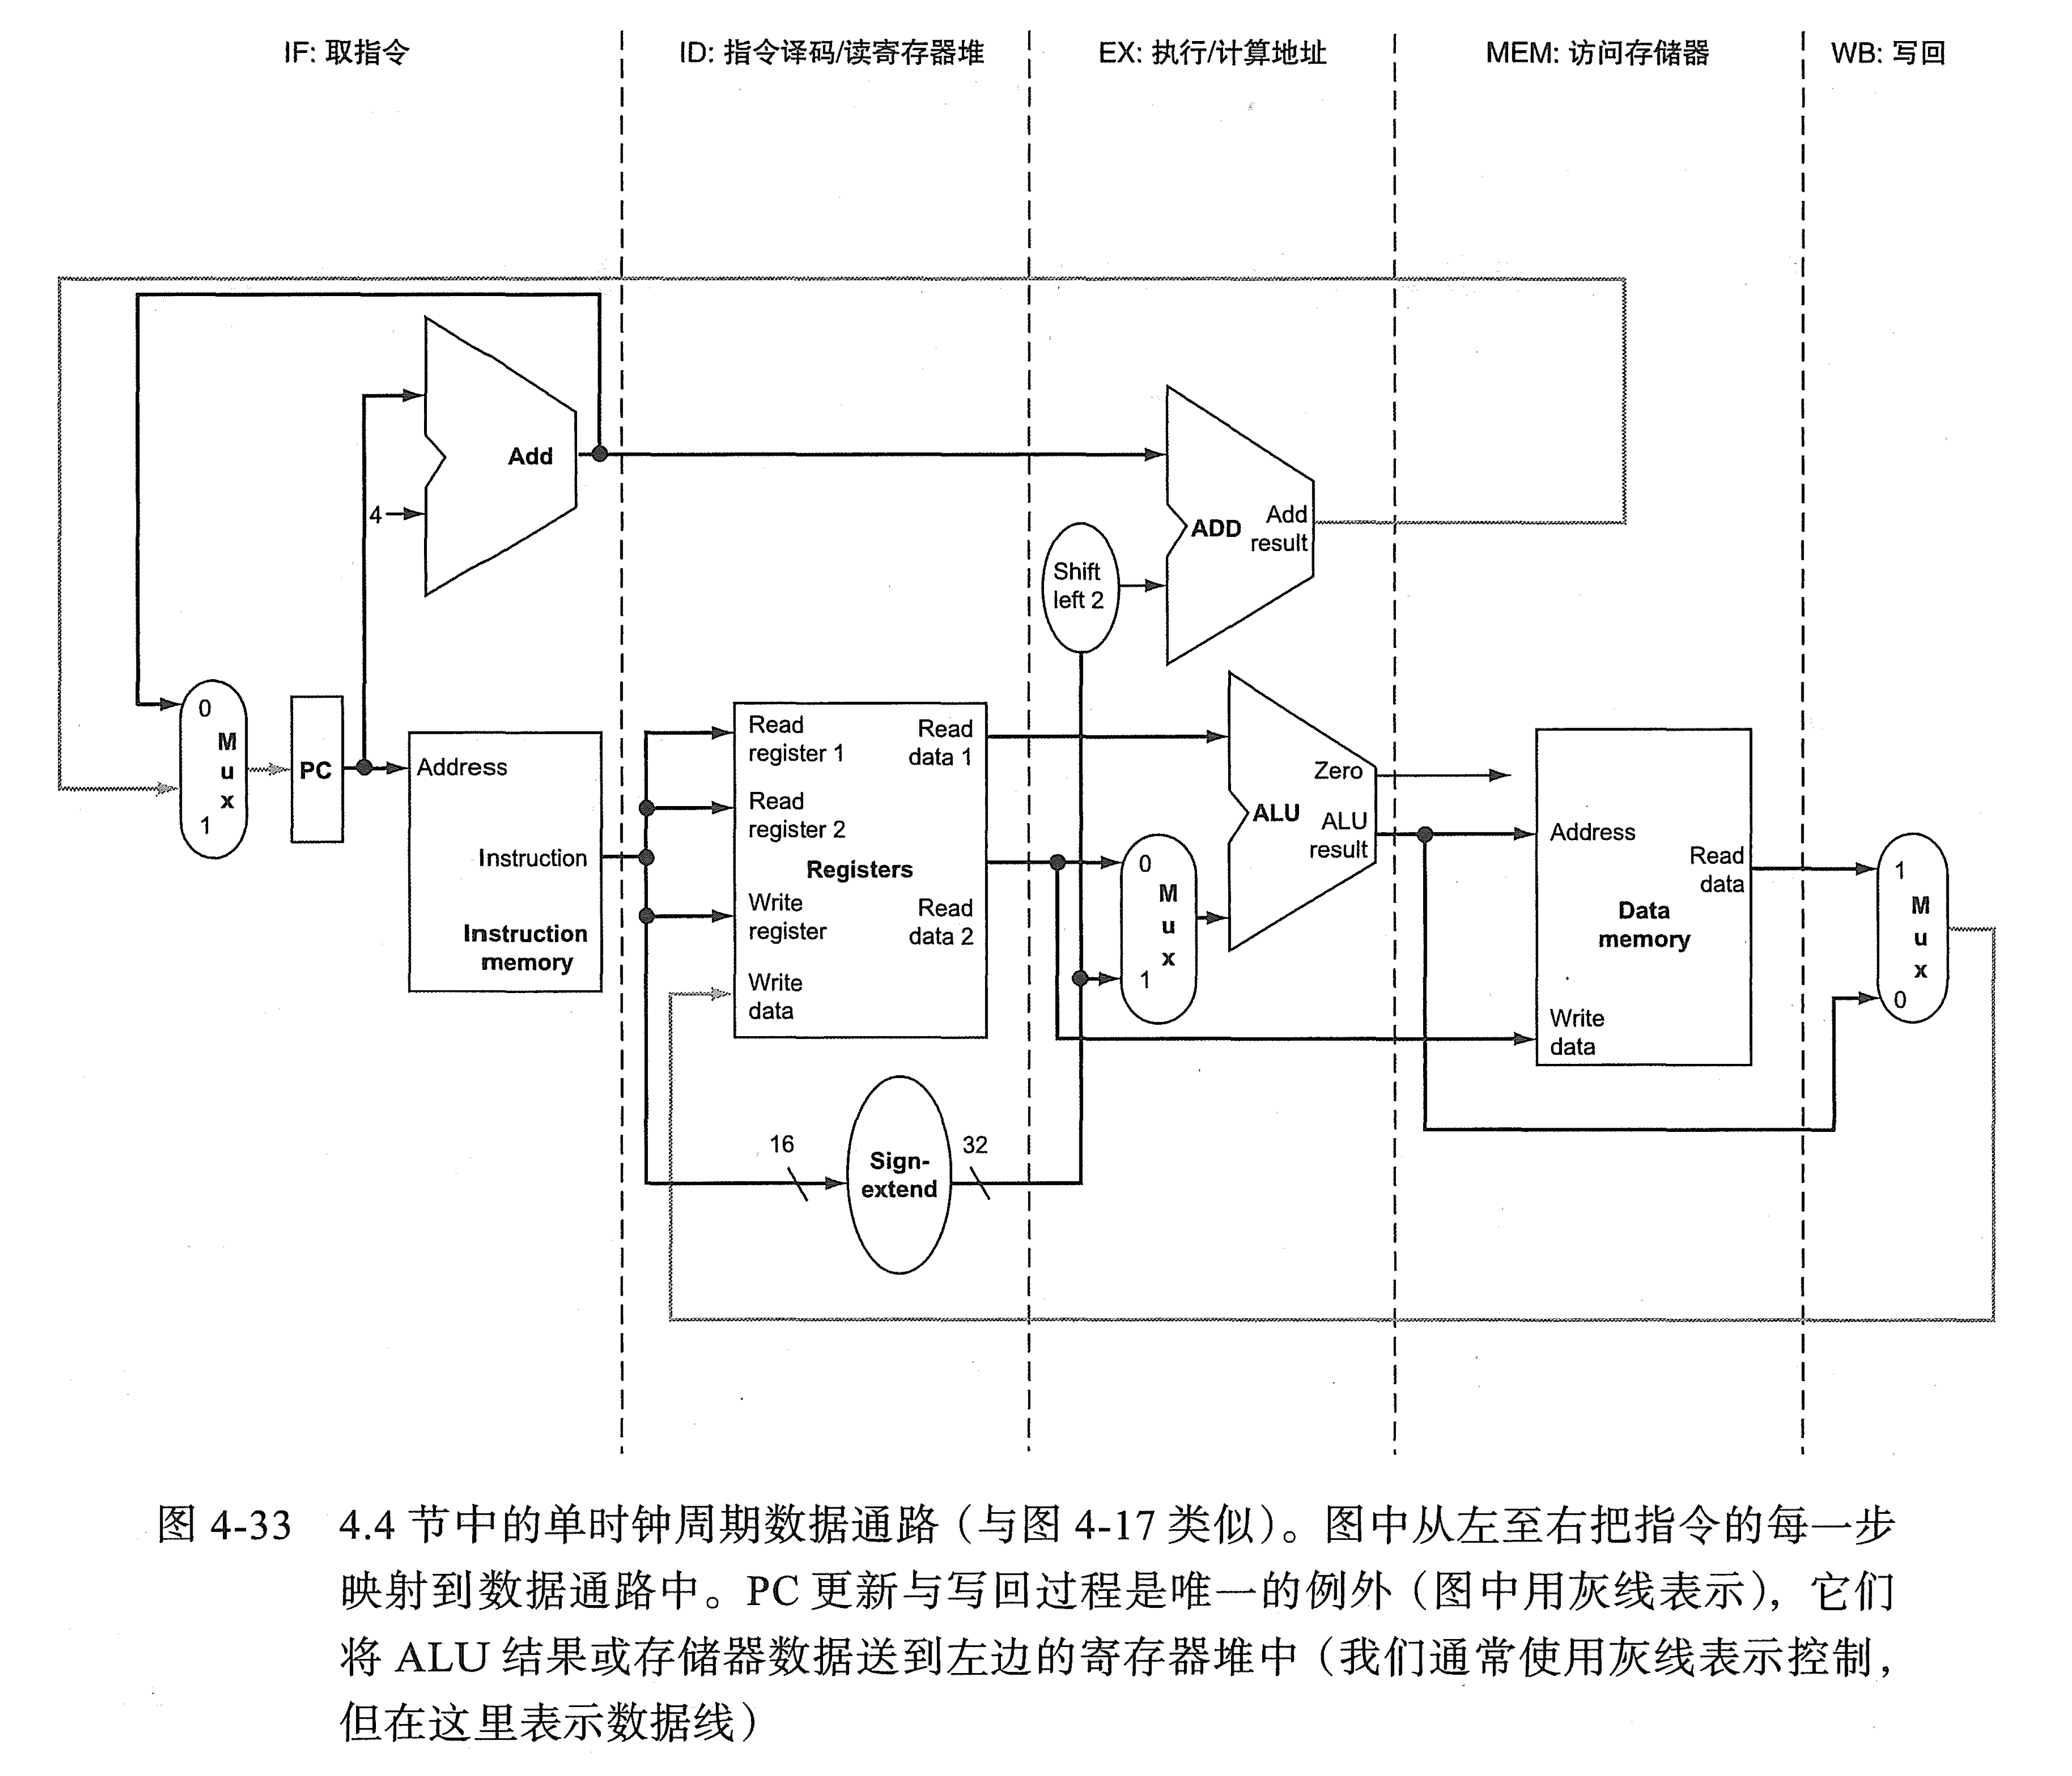 IF: 取指令
ID: 指令译码/读寄存器堆
EX: 执行/计算地址
MEM: 访问存储器
WB: 写回
Add
4
ADD
Add
result
Shift
left 2
0
M
u
x
1
PC
Address
Instruction
Instruction
memory
Read
register 1
Read
register 2
Registers
Write
register
Write
data
Read
data 1
Read
data 2
0
M
u
x
1
Zero
ALU
ALU
result
Address
Read
data
Data
memory
Write
data
1
M
u
x
0
16
Sign-
extend
32
图 4-33 4.4 节中的单时钟周期数据通路（与图 4-17 类似）。图中从左至右把指令的每一步
映射到数据通路中。PC 更新与写回过程是唯一的例外（图中用灰线表示），它们
将 ALU 结果或存储器数据送到左边的寄存器堆中（我们通常使用灰线表示控制，
但在这里表示数据线）